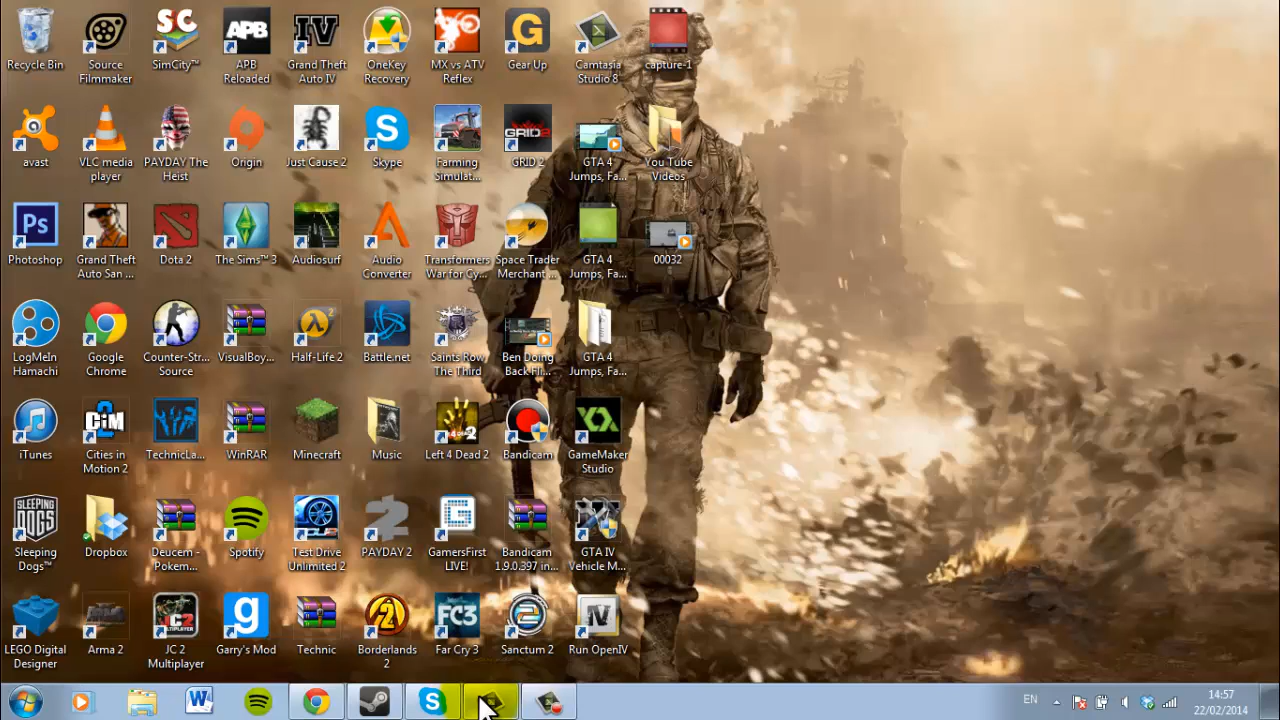 Recycle Bin
Source
Filmmaker
SimCity™
APB
Reloaded
Grand Theft
Auto IV
OneKey
Recovery
MX vs ATV
Reflex
Gear Up
Camtasia
Studio 8
capture-1
avast
VLC media
player
PAYDAY The
Heist
Origin
Just Cause 2
Skype
Farming
Simulat...
GRID 2
GTA 4
Jumps, Fa...
You Tube
Videos
Photoshop
Grand Theft
Auto San ...
Dota 2
The Sims™ 3
Audiosurf
Audio
Converter
Transformers
War for Cy...
Space Trader
Merchant ...
GTA 4
Jumps, Fa...
00032
LogMeIn
Hamachi
Google
Chrome
Counter-Str...
Source
VisualBoy...
Half-Life 2
Battle.net
Saints Row
The Third
Ben Doing
Back Fli...
GTA 4
Jumps, Fa...
iTunes
Cities in
Motion 2
TechnicLa...
WinRAR
Minecraft
Music
Left 4 Dead 2
Bandicam
GameMaker
Studio
Sleeping
Dogs™
Dropbox
Deucem -
Pokem...
Spotify
Test Drive
Unlimited 2
PAYDAY 2
GamersFirst
LIVE!
Bandicam
1.9.0.397 in...
GTA IV
Vehicle M...
LEGO Digital
Designer
Arma 2
JC 2
Multiplayer
Garry's Mod
Technic
Borderlands
2
Far Cry 3
Sanctum 2
Run OpenIV
EN
14:57
22/02/2014